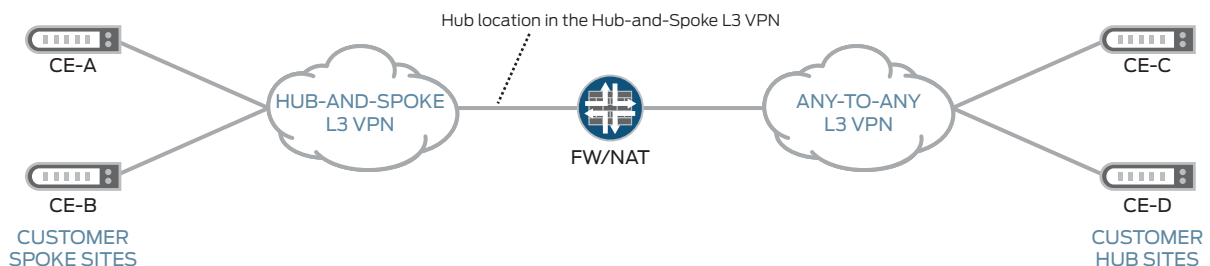 Hub location in the Hub-and-Spoke L3 VPN
CE-A
CE-C
HUB-AND-SPOKE
L3 VPN
ANY-TO-ANY
L3 VPN
FW/NAT
CE-B
CE-D
CUSTOMER
SPOKE SITES
CUSTOMER
HUB SITES